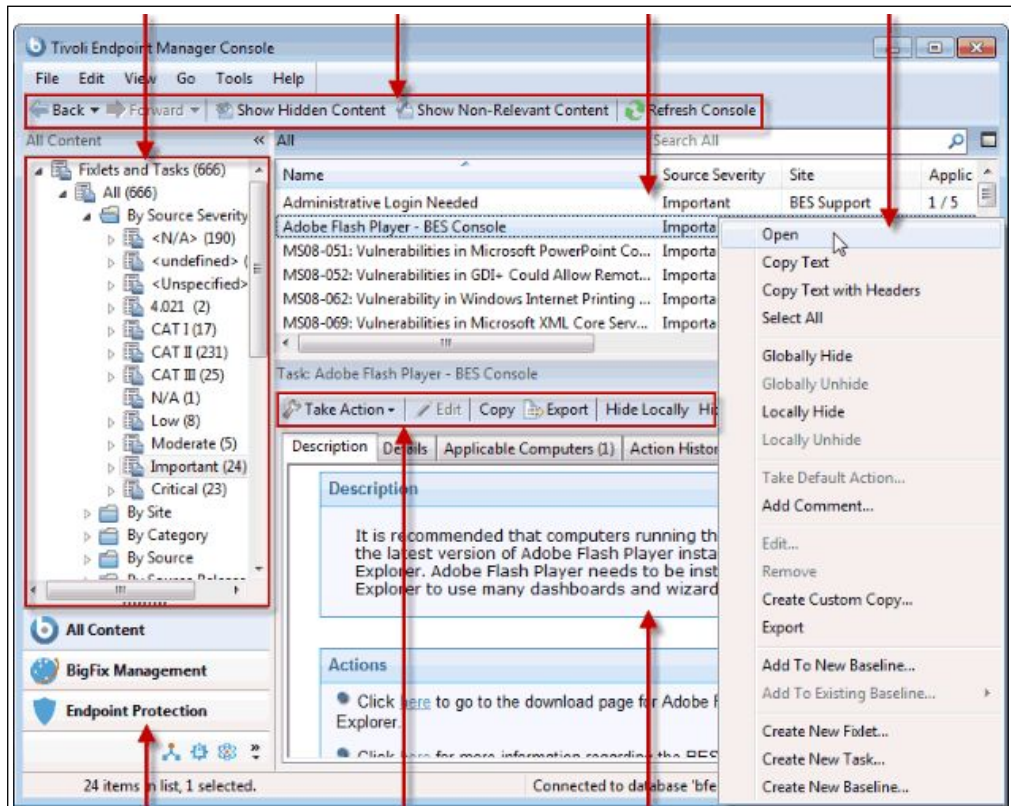 Tivoli Endpoint Manager Console
File Edit View Go Tools Help
Back Forward Show Hidden Content Show Non-Relevant Content Refresh Console
All Content « All Search All
Fixlets and Tasks (666)
All (666)
By Source Severity
<N/A> (190)
<undefined> (
<Unspecified>
4.021 (2)
CAT I (17)
CAT II (231)
CAT III (25)
N/A (1)
Low (8)
Moderate (5)
Important (24)
Critical (23)
By Site
By Category
By Source
By Source Release
All Content
BigFix Management
Endpoint Protection
Name Source Severity Site Applic
Administrative Login Needed Important BES Support 1 / 5
Adobe Flash Player - BES Console Importa
MS08-051: Vulnerabilities in Microsoft PowerPoint Co... Importa
MS08-052: Vulnerabilities in GDI+ Could Allow Remot... Importa
MS08-062: Vulnerability in Windows Internet Printing ... Importa
MS08-069: Vulnerabilities in Microsoft XML Core Serv... Importa
Task: Adobe Flash Player - BES Console
Take Action Edit Copy Export Hide Locally Hi
Description Details Applicable Computers (1) Action Histor
Description
It is recommended that computers running th
the latest version of Adobe Flash Player insta
Explorer. Adobe Flash Player needs to be inst
Explorer to use many dashboards and wizard
Actions
Click here to go to the download page for Adobe F
Explorer.
Click here for more information regarding the BES
Open
Copy Text
Copy Text with Headers
Select All
Globally Hide
Globally Unhide
Locally Hide
Locally Unhide
Take Default Action...
Add Comment...
Edit...
Remove
Create Custom Copy...
Export
Add To New Baseline...
Add To Existing Baseline...
Create New Fixlet...
Create New Task...
Create New Baseline...
24 items in list, 1 selected. Connected to database 'bfe